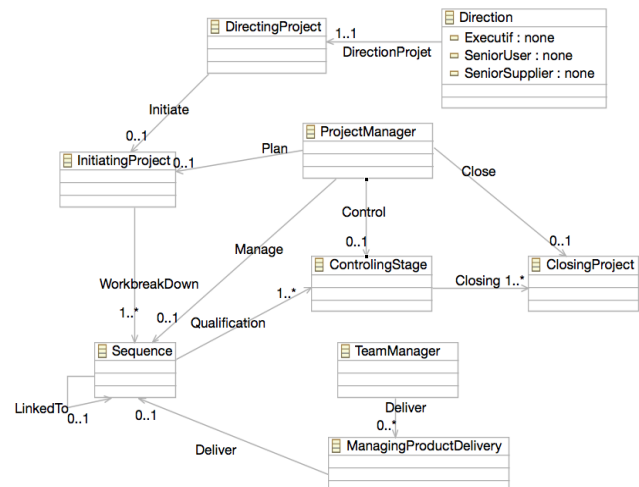 DirectingProject
Direction
1..1
DirectionProjet
Executif : none
SeniorUser : none
SeniorSupplier : none
Initiate
0..1
ProjectManager
InitiatingProject
0..1
Plan
Close
Control
Manage
0..1
0..1
ControlingStage
Closing 1..*
ClosingProject
WorkbreakDown
1..*
1..*
0..1
Qualification
Sequence
TeamManager
LinkedTo
0..1
0..1
Deliver
0..*
Deliver
ManagingProductDelivery